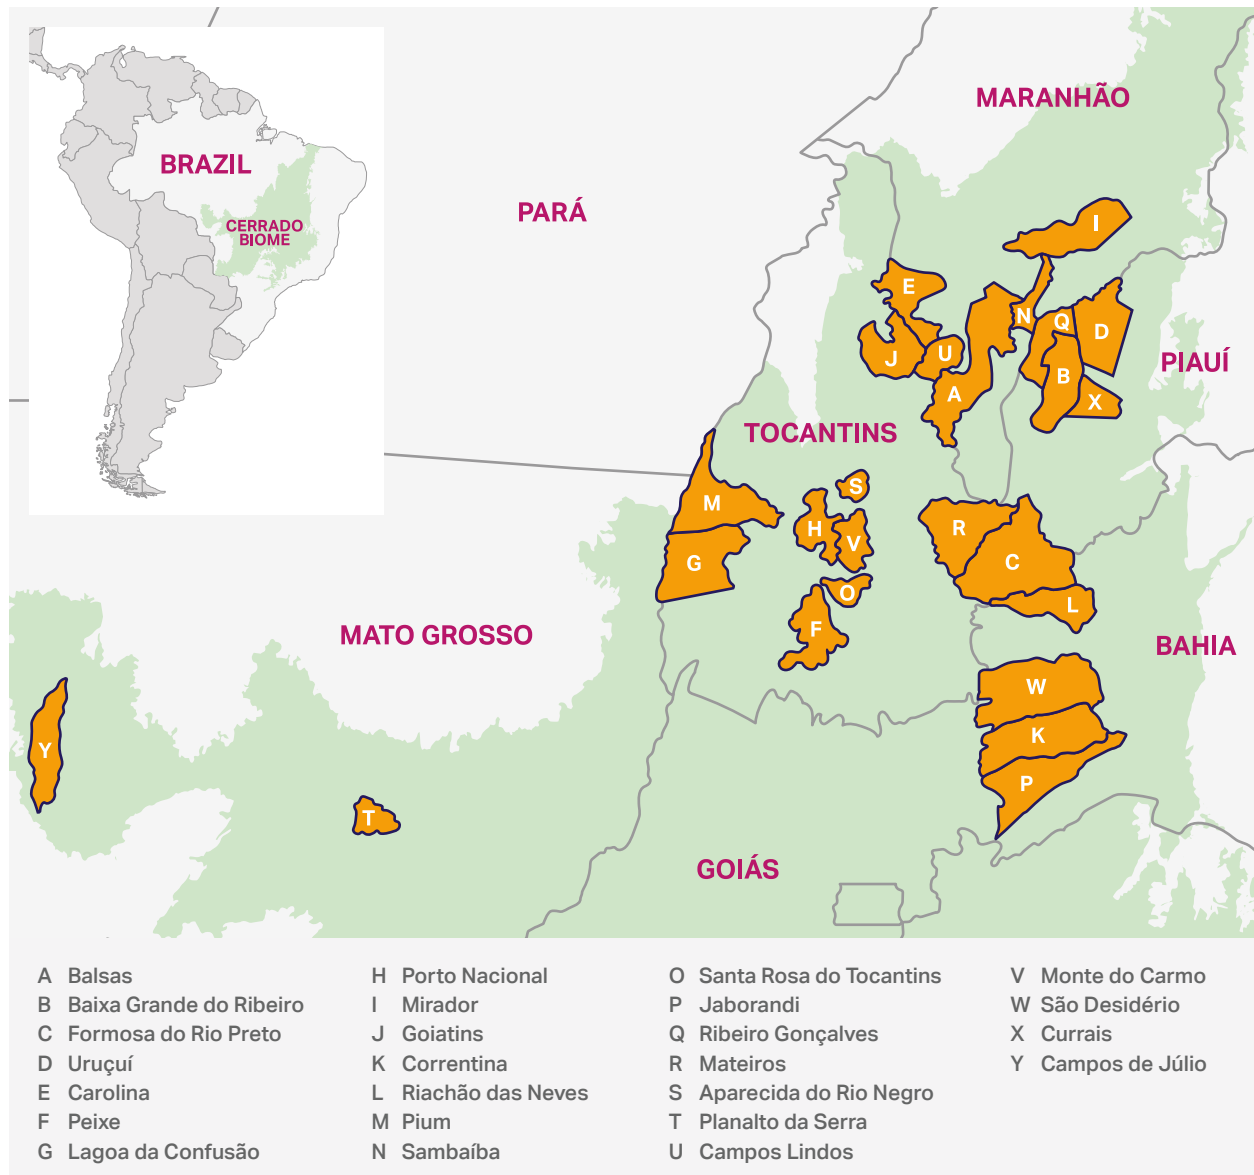 BRAZIL
CERRADO
BIOME
MARANHÃO
PARÁ
PIAUÍ
TOCANTINS
MATO GROSSO
BAHIA
GOIÁS
I
E
N
Q
D
J
U
B
A
X
S
M
H
V
R
G
C
O
L
F
W
K
Y
P
T
A Balsas
B Baixa Grande do Ribeiro
C Formosa do Rio Preto
D Uruçuí
E Carolina
F Peixe
G Lagoa da Confusão
H Porto Nacional
I Mirador
J Goiatins
K Correntina
L Riachão das Neves
M Pium
N Sambaíba
O Santa Rosa do Tocantins
P Jaborandi
Q Ribeiro Gonçalves
R Mateiros
S Aparecida do Rio Negro
T Planalto da Serra
U Campos Lindos
V Monte do Carmo
W São Desidério
X Currais
Y Campos de Júlio